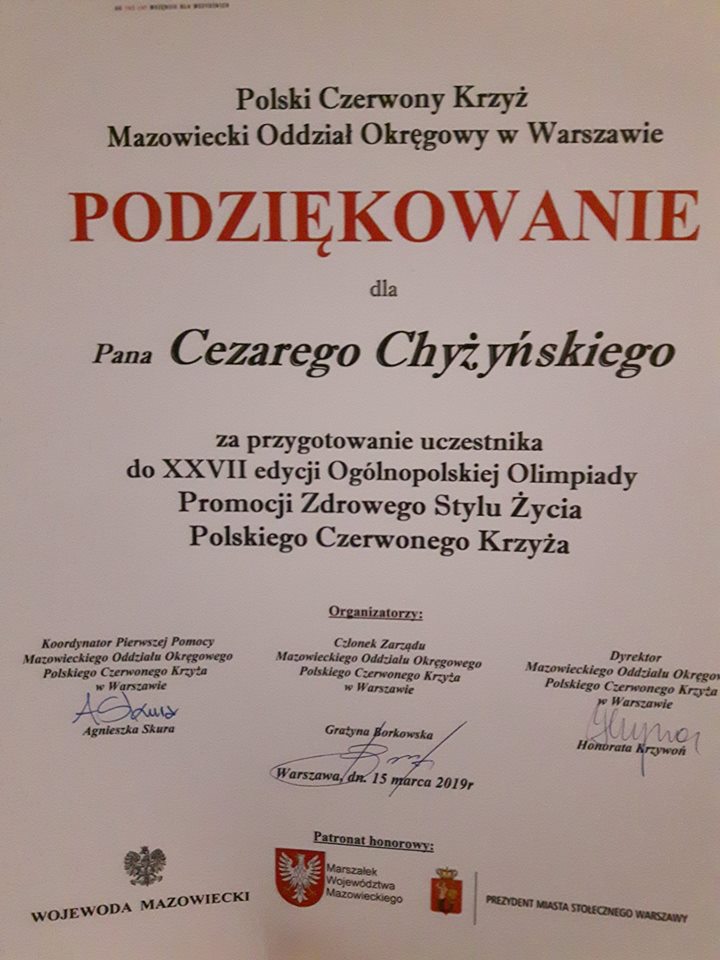 Polski Czerwony Krzyż
Mazowiecki Oddział Okręgowy w Warszawie
PODZIĘKOWANIE
dla
Pana Cezarego Chyżyńskiego
za przygotowanie uczestnika
do XXVII edycji Ogólnopolskiej Olimpiady
Promocji Zdrowego Stylu Życia
Polskiego Czerwonego Krzyża
Organizatorzy:
Koordynator Pierwszej Pomocy
Mazowieckiego Oddziału Okręgowego
Polskiego Czerwonego Krzyża
w Warszawie
A Skura
Agnieszka Skura
Członek Zarządu
Mazowieckiego Oddziału Okręgowego
Polskiego Czerwonego Krzyża
w Warszawie
Grażyna Borkowska
Dyrektor
Mazowieckiego Oddziału Okręgow
Polskiego Czerwonego Krzyża
w Warszawie
Honorata Krzywoń
Warszawa, dn. 15 marca 2019r
Patronat honorowy:
WOJEWODA MAZOWIECKI
Marszałek
Województwa
Mazowieckiego
PREZYDENT MIASTA STOŁECZNEGO WARSZAWY